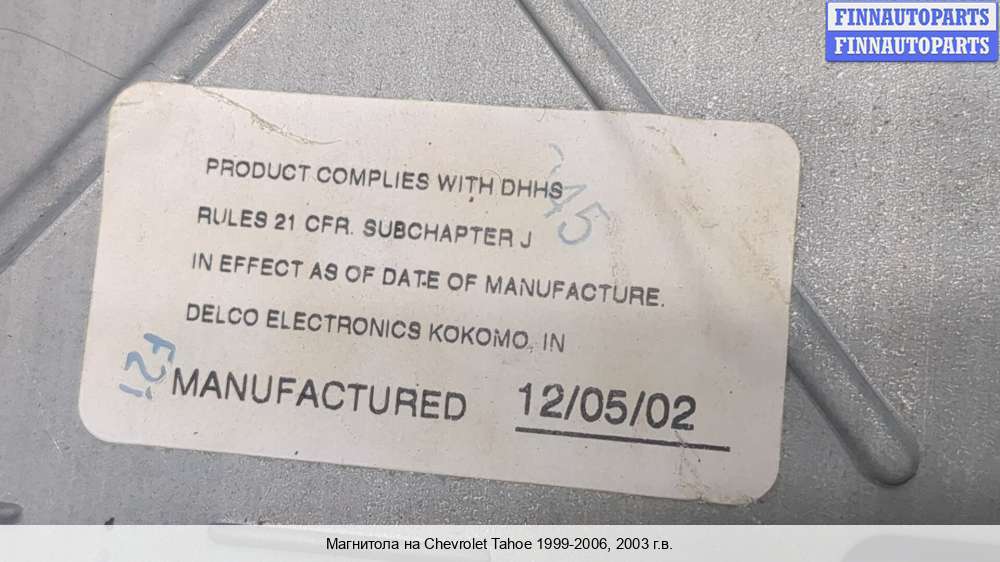 FINNAUTOPARTS
FINNAUTOPARTS
PRODUCT COMPLIES WITH DHHS
RULES 21 CFR. SUBCHAPTER J
IN EFFECT AS OF DATE OF MANUFACTURE.
DELCO ELECTRONICS KOKOMO, IN
MANUFACTURED 12/05/02
Магнитола на Chevrolet Tahoe 1999-2006, 2003 г.в.